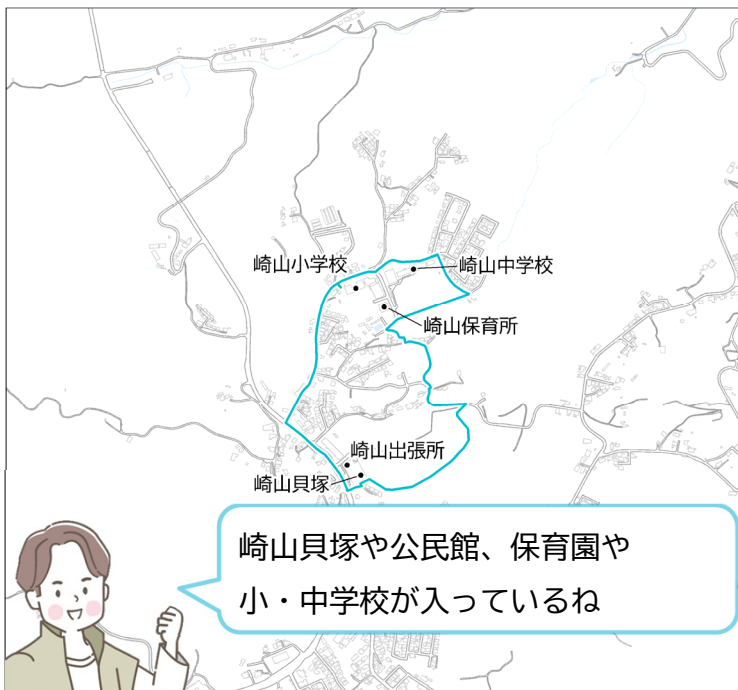 崎山小学校
崎山中学校
崎山保育所
崎山出張所
崎山貝塚
崎山貝塚や公民館、保育園や
小・中学校が入っているね